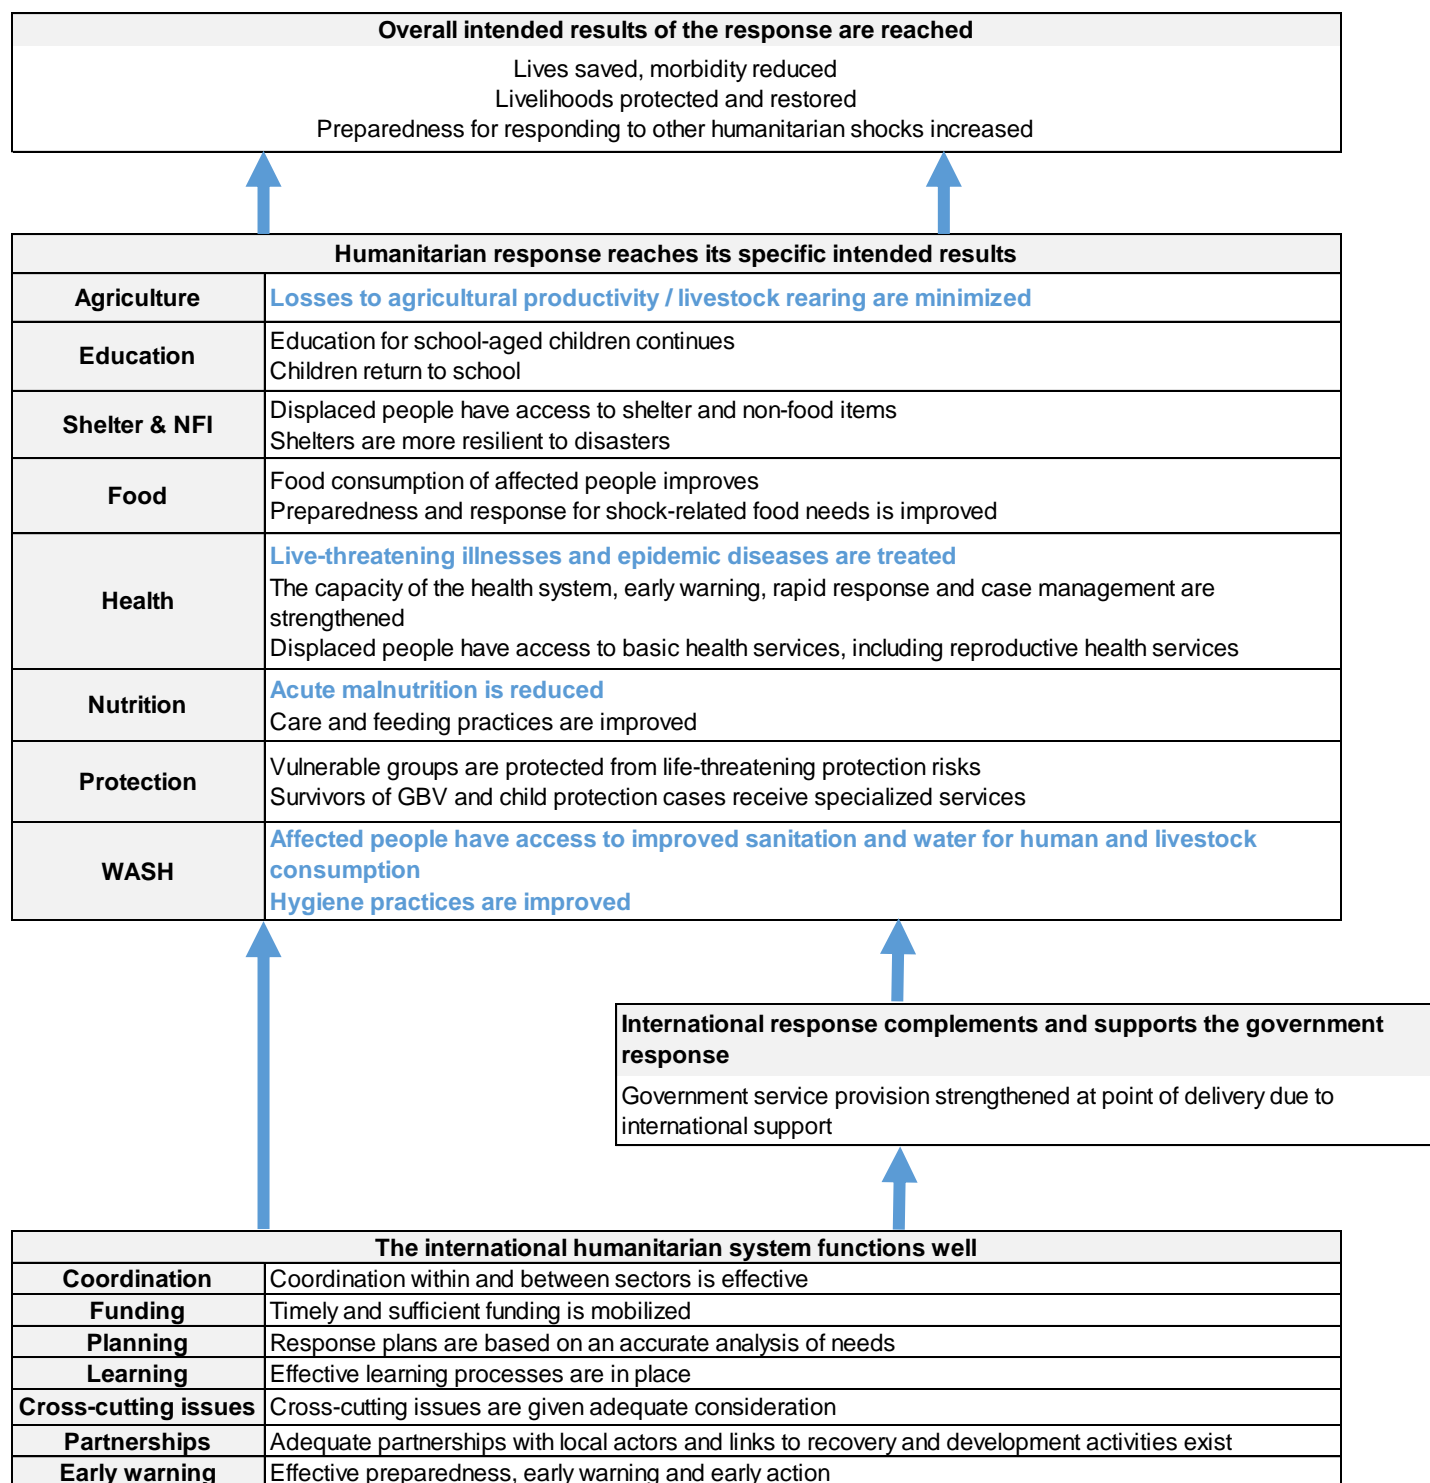 Overall intended results of the response are reached
Lives saved, morbidity reduced
Livelihoods protected and restored
Preparedness for responding to other humanitarian shocks increased
Humanitarian response reaches its specific intended results
Agriculture
Losses to agricultural productivity / livestock rearing are minimized
Education
Education for school-aged children continues
Children return to school
Shelter & NFI
Displaced people have access to shelter and non-food items
Shelters are more resilient to disasters
Food
Food consumption of affected people improves
Preparedness and response for shock-related food needs is improved
Health
Live-threatening illnesses and epidemic diseases are treated
The capacity of the health system, early warning, rapid response and case management are
strengthened
Displaced people have access to basic health services, including reproductive health services
Nutrition
Acute malnutrition is reduced
Care and feeding practices are improved
Protection
Vulnerable groups are protected from life-threatening protection risks
Survivors of GBV and child protection cases receive specialized services
WASH
Affected people have access to improved sanitation and water for human and livestock
consumption
Hygiene practices are improved
International response complements and supports the government
response
Government service provision strengthened at point of delivery due to
international support
The international humanitarian system functions well
Coordination
Coordination within and between sectors is effective
Funding
Timely and sufficient funding is mobilized
Planning
Response plans are based on an accurate analysis of needs
Learning
Effective learning processes are in place
Cross-cutting issues
Cross-cutting issues are given adequate consideration
Partnerships
Adequate partnerships with local actors and links to recovery and development activities exist
Early warning
Effective preparedness, early warning and early action